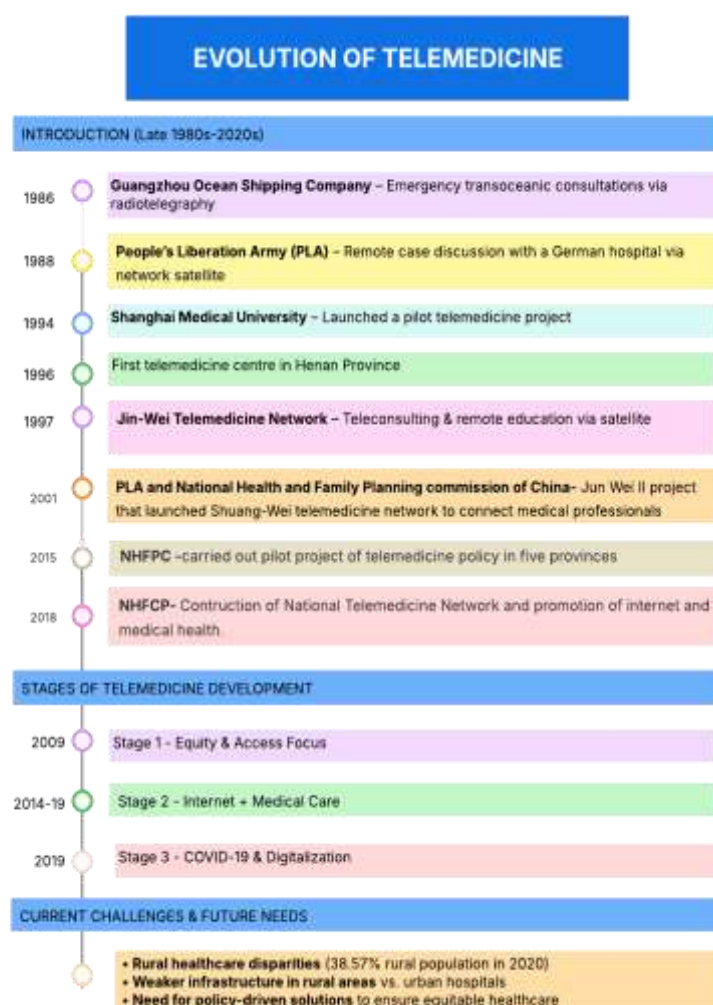 EVOLUTION OF TELEMEDICINE
INTRODUCTION (Late 1980s-2020s)
1986
Guangzhou Ocean Shipping Company – Emergency transoceanic consultations via
radiotelegraphy
1988
People's Liberation Army (PLA) – Remote case discussion with a German hospital via
network satellite
1994
Shanghai Medical University – Launched a pilot telemedicine project
1996
First telemedicine centre in Henan Province
1997
Jin-Wei Telemedicine Network – Teleconsulting & remote education via satellite
2001
PLA and National Health and Family Planning commission of China- Jun Wei II project
that launched Shuang-Wei telemedicine network to connect medical professionals
2015
NHFPC –carried out pilot project of telemedicine policy in five provinces
2018
NHFCP- Contruction of National Telemedicine Network and promotion of internet and
medical health.
STAGES OF TELEMEDICINE DEVELOPMENT
2009
Stage 1 - Equity & Access Focus
2014-19
Stage 2 - Internet + Medical Care
2019
Stage 3 - COVID-19 & Digitalization
CURRENT CHALLENGES & FUTURE NEEDS
• Rural healthcare disparities (38.57% rural population in 2020)
• Weaker infrastructure in rural areas vs. urban hospitals
• Need for policy-driven solutions to ensure equitable healthcare